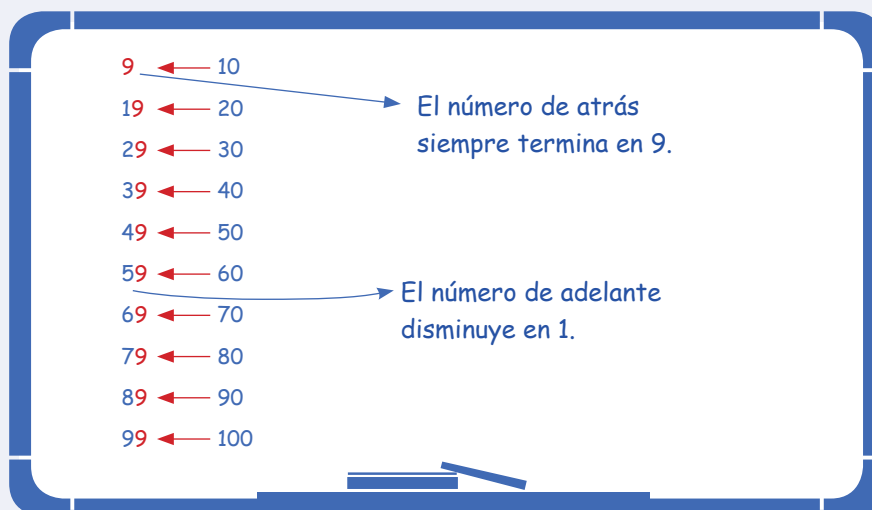 9 ← 10
19 ← 20
29 ← 30
39 ← 40
49 ← 50
59 ← 60
69 ← 70
79 ← 80
89 ← 90
99 ← 100
El número de atrás
siempre termina en 9.
El número de adelante
disminuye en 1.